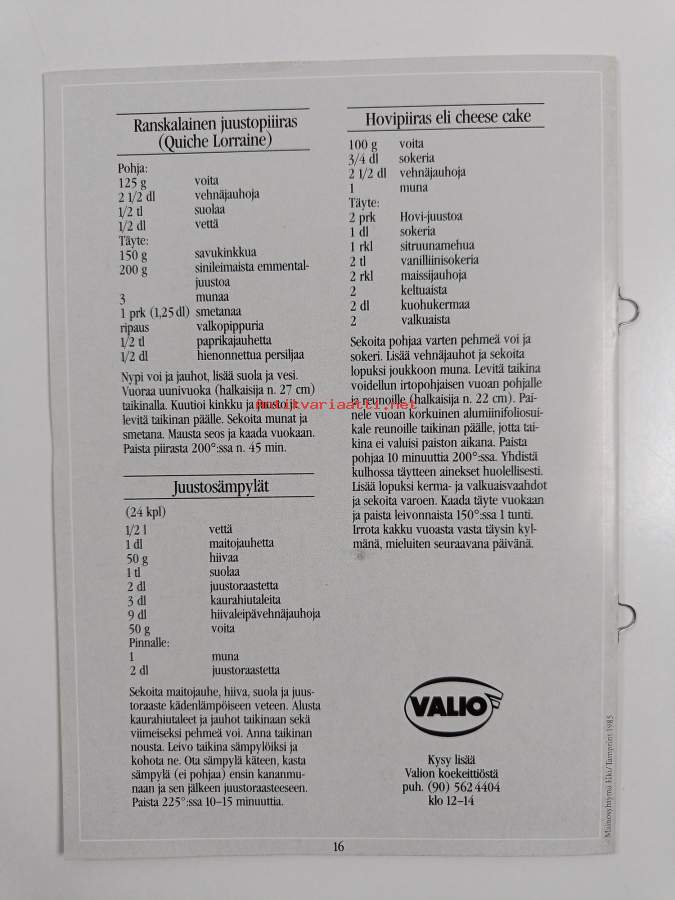 Ranskalainen juustopiiiras
(Quiche Lorraine)
Pohja:
125 g voita
2 1/2 dl vehnäjauhoja
1/2 tl suolaa
1/2 dl vettä
Täyte:
150 g savukinkkua
200 g sinileimaista emmental-
juustoa
3 munaa
1 prk (1,25 dl) smetanaa
ripaus valkopippuria
1/2 tl paprikajauhetta
1/2 dl hienonnettua persiljaa
Nypi voi ja jauhot, lisää suola ja vesi.
Vuoraa uunivuoka (halkaisija n. 27 cm)
taikinalla. Kuutioi kinkku ja juusto ja
levitä taikinan päälle. Sekoita munat ja
smetana. Mausta seos ja kaada vuokaan.
Paista piirasta 200°:ssa n. 45 min.
Juustosämpylät
(24 kpl)
1/2 l vettä
1 dl maitojauhetta
50 g hiivaa
1 tl suolaa
2 dl juustoraastetta
3 dl kaurahiutaleita
9 dl hiivaleipävehnäjauhoja
50 g voita
Pinnalle:
1 muna
2 dl juustoraastetta
Sekoita maitojauhe, hiiva, suola ja juus-
toraaste kädenlämpöiseen veteen. Alusta
kaurahiutaleet ja jauhot taikinaan sekä
viimeiseksi pehmeä voi. Anna taikinan
nousta. Leivo taikina sämpylöiksi ja
kohota ne. Ota sämpylä käteen, kasta
sämpylä (ei pohjaa) ensin kananmu-
naan ja sen jälkeen juustoraasteeseen.
Paista 225°:ssa 10–15 minuuttia.
Hovipiiras eli cheese cake
100 g voita
3/4 dl sokeria
2 1/2 dl vehnäjauhoja
1 muna
Täyte:
2 prk Hovi-juustoa
1 dl sokeria
1 rkl sitruunamehua
2 tl vanilliinisokeria
2 rkl maissijauhoja
2 keltuaista
2 dl kuohukermaa
2 valkuaista
Sekoita pohjaa varten pehmeä voi ja
sokeri. Lisää vehnäjauhot ja sekoita
lopuksi joukkoon muna. Levitä taikina
voidellun irtopohjaisen vuoan pohjalle
ja reunoille (halkaisija n. 22 cm). Pai-
nele vuoan korkuinen alumiinifoliosui-
kale reunoille taikinan päälle, jotta tai-
kina ei valuisi paiston aikana. Paista
pohjaa 10 minuuttia 200°:ssa. Yhdistä
kulhossa täytteen ainekset huolellisesti.
Lisää lopuksi kerma- ja valkuaisvaahdot
ja sekoita varoen. Kaada täyte vuokaan
ja paista leivonnaista 150°:ssa 1 tunti.
Irrota kakku vuoasta vasta täysin kyl-
mänä, mieluiten seuraavana päivänä.
Antikvariaatti.net
VALIO
Kysy lisää
Valion koekeittiöstä
puh. (90) 562 4404
klo 12–14
Mainosyhtymä Hki/Tamprint 1985
16